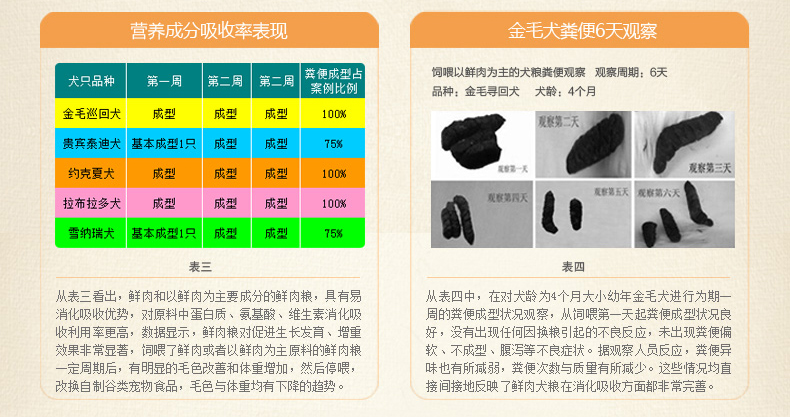 营养成分吸收率表现
犬只品种 第一周 第二周 第二周 粪便成型占案例比例
金毛巡回犬 成型 成型 成型 100%
贵宾泰迪犬 基本成型1只 成型 成型 75%
约克夏犬 成型 成型 成型 100%
拉布拉多犬 成型 成型 成型 100%
雪纳瑞犬 基本成型1只 成型 成型 75%
表三
从表三看出，鲜肉和以鲜肉为主要成分的鲜肉粮，具有易
消化吸收优势，对原料中蛋白质、氨基酸、维生素消化吸
收利用率更高，数据显示，鲜肉粮对促进生长发育、增重
效果非常显著，饲喂了鲜肉或者以鲜肉为主原料的鲜肉粮
一定周期后，有明显的毛色改善和体重增加，然后停喂，
改换自制谷类宠物食品，毛色与体重均有下降的趋势。
金毛犬粪便6天观察
饲喂以鲜肉为主的犬粮粪便观察 观察周期：6天
品种：金毛寻回犬 犬龄：4个月
观察第一天
观察第二天
观察第三天
观察第四天
观察第五天
观察第六天
表四
从表四中，在对犬龄为4个月大小幼年金毛犬进行为期一
周的粪便成型状况观察，从饲喂第一天起粪便成型状况良
好，没有出现任何因换粮引起的不良反应，未出现粪便偏
软、不成型、腹泻等不良症状。据观察人员反应，粪便异
味也有所减弱，粪便次数与质量有所减少。这些情况均直
接间接地反映了鲜肉犬粮在消化吸收方面都非常完善。